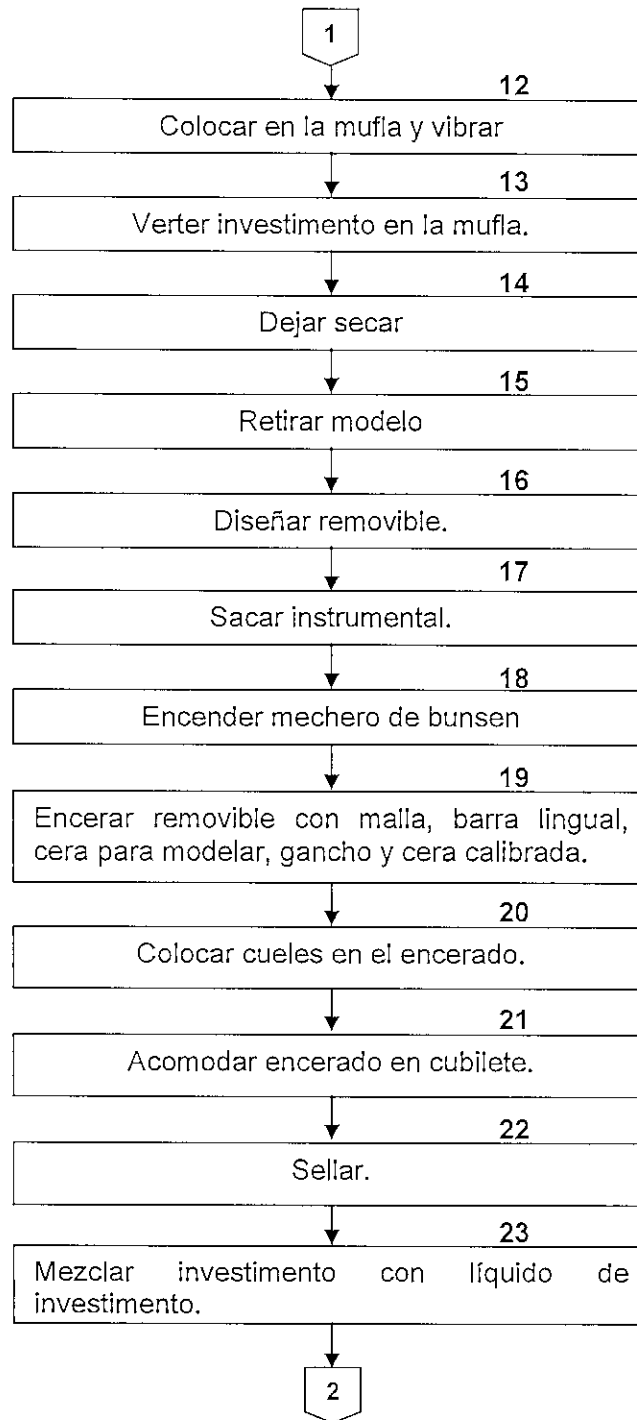 1
12
Colocar en la mufla y vibrar
13
Verter investimento en la mufla.
14
Dejar secar
15
Retirar modelo
16
Diseñar removible.
17
Sacar instrumental.
18
Encender mechero de bunsen
19
Encerar removible con malla, barra lingual,
cera para modelar, gancho y cera calibrada.
20
Colocar cueles en el encerado.
21
Acomodar encerado en cubilete.
22
Sellar.
23
Mezclar investimento con líquido de
investimento.
2